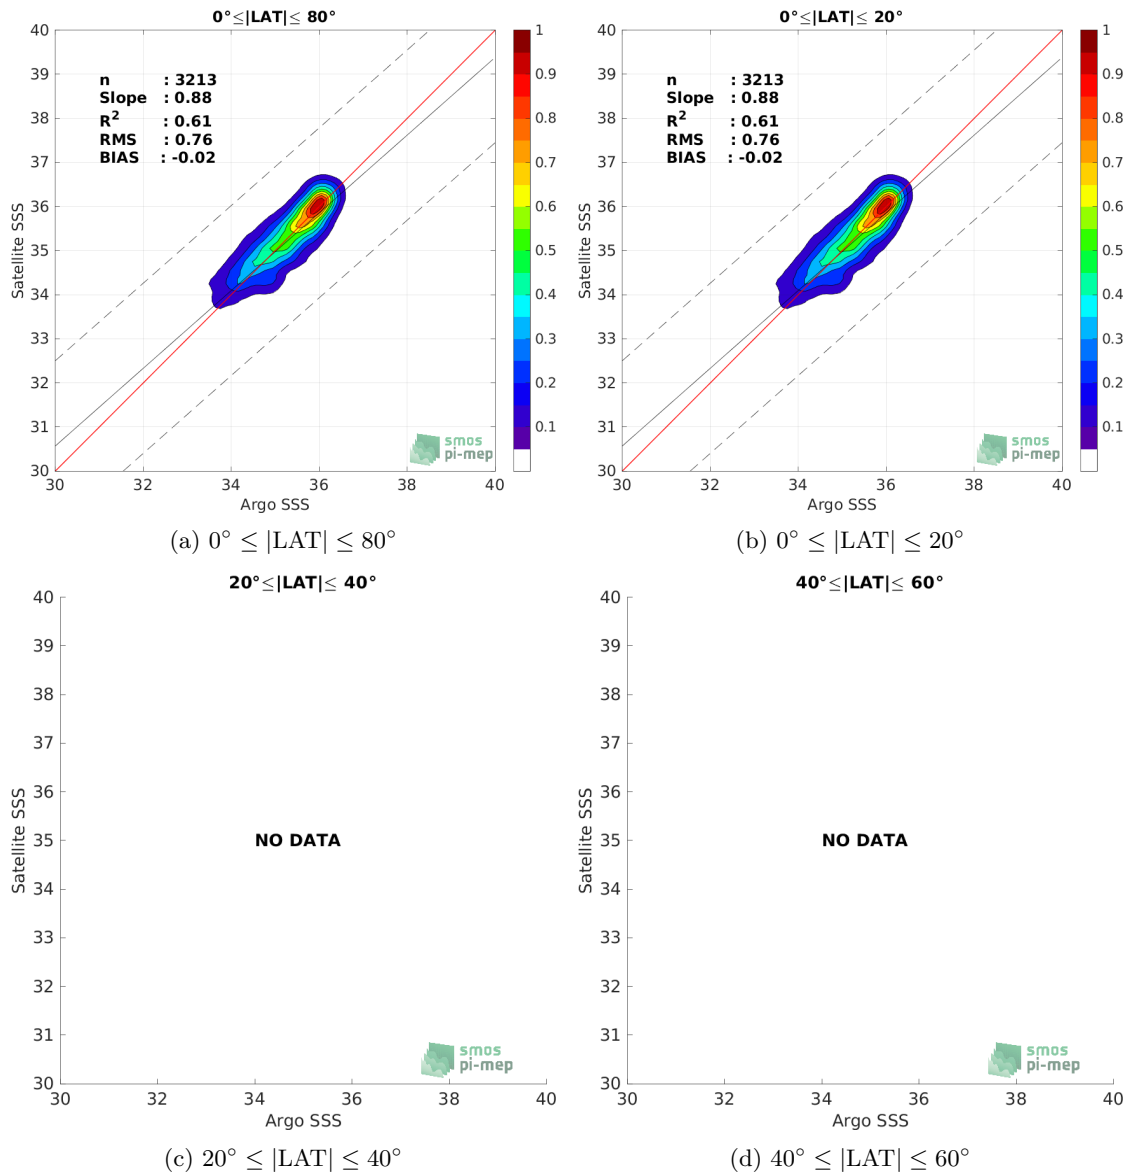 0°≤|LAT|≤ 80°
40
39
38
37
36
35
34
33
32
31
30
Satellite SSS
n : 3213
Slope : 0.88
R² : 0.61
RMS : 0.76
BIAS : -0.02
smos
pi-mep
30 32 34 36 38 40
Argo SSS
1
0.9
0.8
0.7
0.6
0.5
0.4
0.3
0.2
0.1
(a) 0° ≤ |LAT| ≤ 80°
0°≤|LAT|≤ 20°
40
39
38
37
36
35
34
33
32
31
30
Satellite SSS
n : 3213
Slope : 0.88
R² : 0.61
RMS : 0.76
BIAS : -0.02
smos
pi-mep
30 32 34 36 38 40
Argo SSS
1
0.9
0.8
0.7
0.6
0.5
0.4
0.3
0.2
0.1
(b) 0° ≤ |LAT| ≤ 20°
20°≤|LAT|≤ 40°
40
39
38
37
36
35
34
33
32
31
30
Satellite SSS
NO DATA
smos
pi-mep
30 32 34 36 38 40
Argo SSS
(c) 20° ≤ |LAT| ≤ 40°
40°≤|LAT|≤ 60°
40
39
38
37
36
35
34
33
32
31
30
Satellite SSS
NO DATA
smos
pi-mep
30 32 34 36 38 40
Argo SSS
(d) 40° ≤ |LAT| ≤ 60°